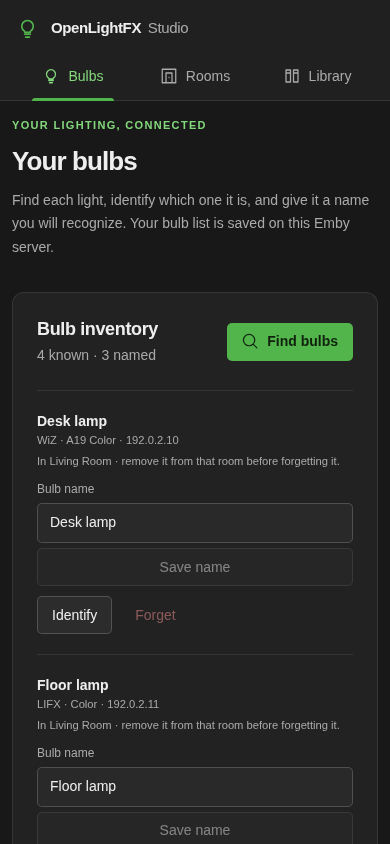 OpenLightFX Studio
Bulbs Rooms Library
YOUR LIGHTING, CONNECTED
Your bulbs
Find each light, identify which one it is, and give it a name
you will recognize. Your bulb list is saved on this Emby
server.
Bulb inventory
4 known · 3 named
Find bulbs
Desk lamp
WiZ · A19 Color · 192.0.2.10
In Living Room · remove it from that room before forgetting it.
Bulb name
Desk lamp
Save name
Identify Forget
Floor lamp
LIFX · Color · 192.0.2.11
In Living Room · remove it from that room before forgetting it.
Bulb name
Floor lamp
Save name